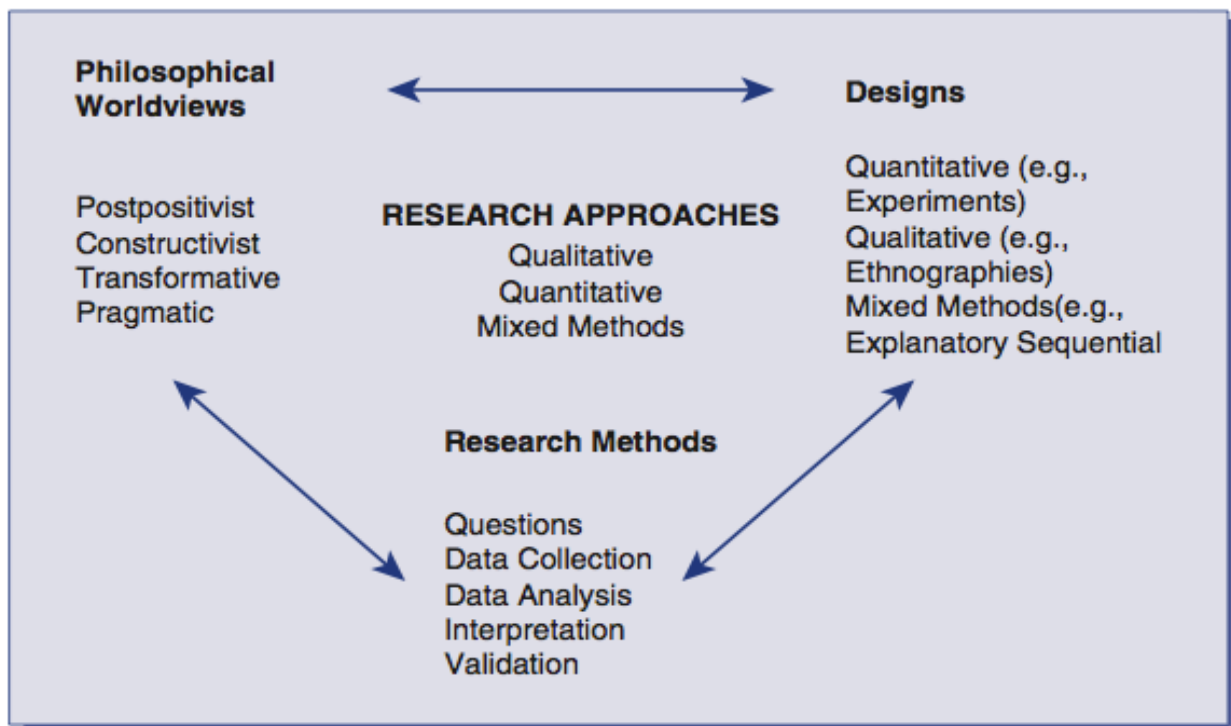 Philosophical
Worldviews
Postpositivist
Constructivist
Transformative
Pragmatic
RESEARCH APPROACHES
Qualitative
Quantitative
Mixed Methods
Designs
Quantitative (e.g.,
Experiments)
Qualitative (e.g.,
Ethnographies)
Mixed Methods(e.g.,
Explanatory Sequential
Research Methods
Questions
Data Collection
Data Analysis
Interpretation
Validation